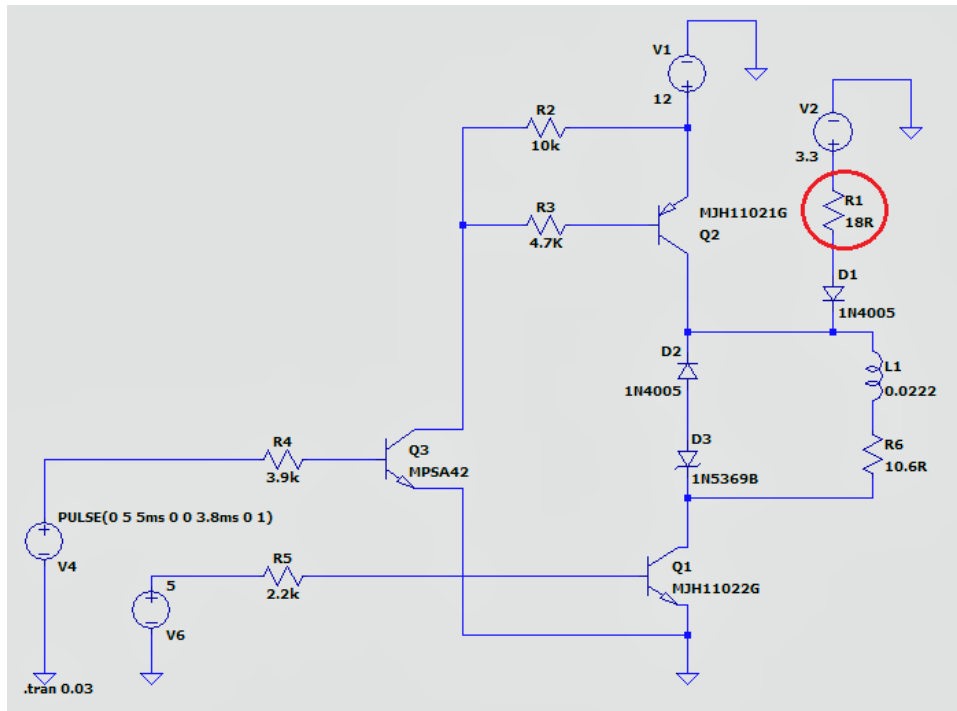 V1
12
V2
3.3
R2
10k
R1
18R
R3
4.7K
MJH11021G
Q2
D1
1N4005
D2
1N4005
L1
0.0222
D3
1N5369B
R6
10.6R
Q3
MPSA42
R4
3.9k
PULSE(0 5 5ms 0 0 3.8ms 0 1)
V4
R5
2.2k
5
V6
Q1
MJH11022G
.tran 0.03
+
−
+
−
+
−
+
−